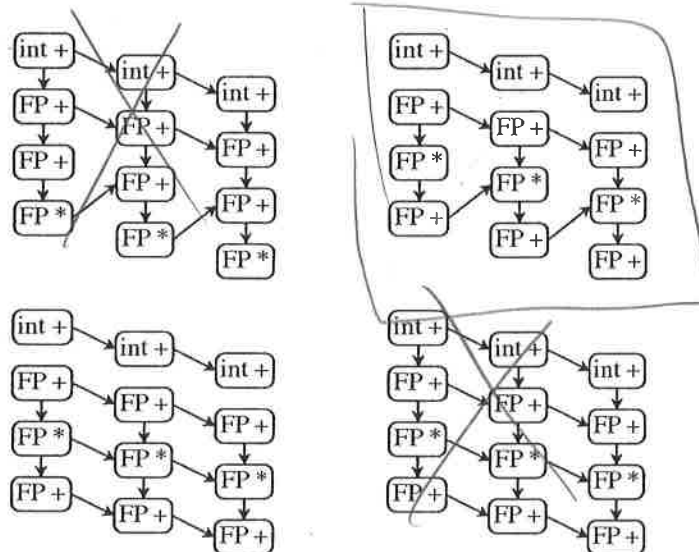 int +
int +
int +
FP +
FP +
FP +
FP +
FP +
FP +
FP *
FP *
FP *
int +
int +
int +
FP +
FP +
FP +
FP *
FP *
FP *
FP +
FP +
FP +
int +
int +
int +
FP +
FP +
FP +
FP *
FP *
FP *
FP +
FP +
FP +
int +
int +
int +
FP +
FP +
FP +
FP *
FP *
FP *
FP +
FP +
FP +